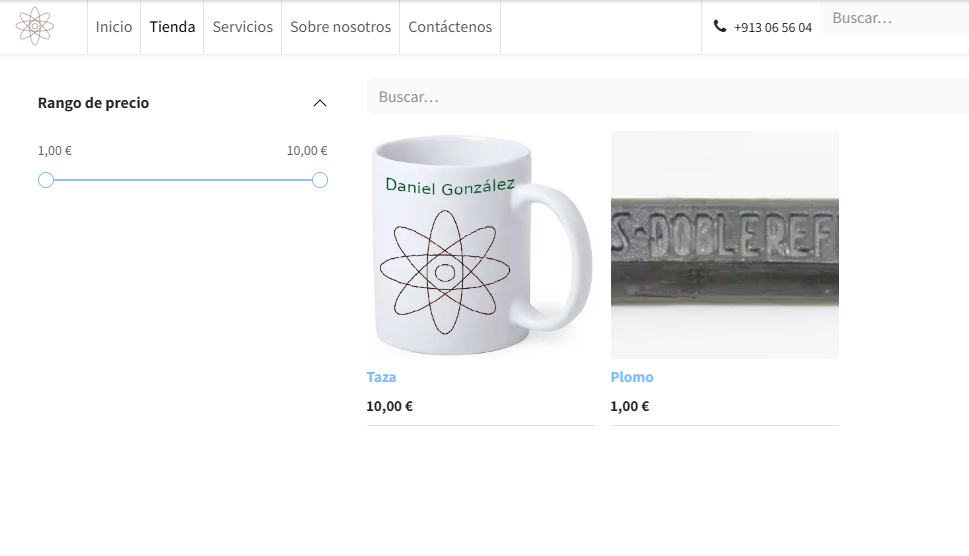 Inicio
Tienda
Servicios
Sobre nosotros
Contáctenos
+913 06 56 04
Buscar…
Rango de precio
1,00 €
10,00 €
Buscar…
Daniel González
S·DOBLEREF
Taza
10,00 €
Plomo
1,00 €